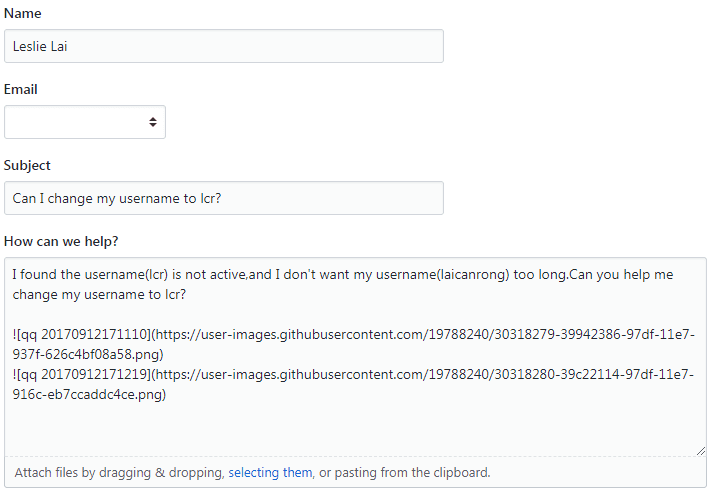 Name
Leslie Lai
Email
Subject
Can I change my username to lcr?
How can we help?
I found the username(lcr) is not active,and I don't want my username(laicanrong) too long.Can you help me
change my username to lcr?
![qq 20170912171110](https://user-images.githubusercontent.com/19788240/30318279-39942386-97df-11e7-
937f-626c4bf08a58.png)
![qq 20170912171219](https://user-images.githubusercontent.com/19788240/30318280-39c22114-97df-11e7-
916c-eb7ccaddc4ce.png)
Attach files by dragging & dropping, selecting them, or pasting from the clipboard.